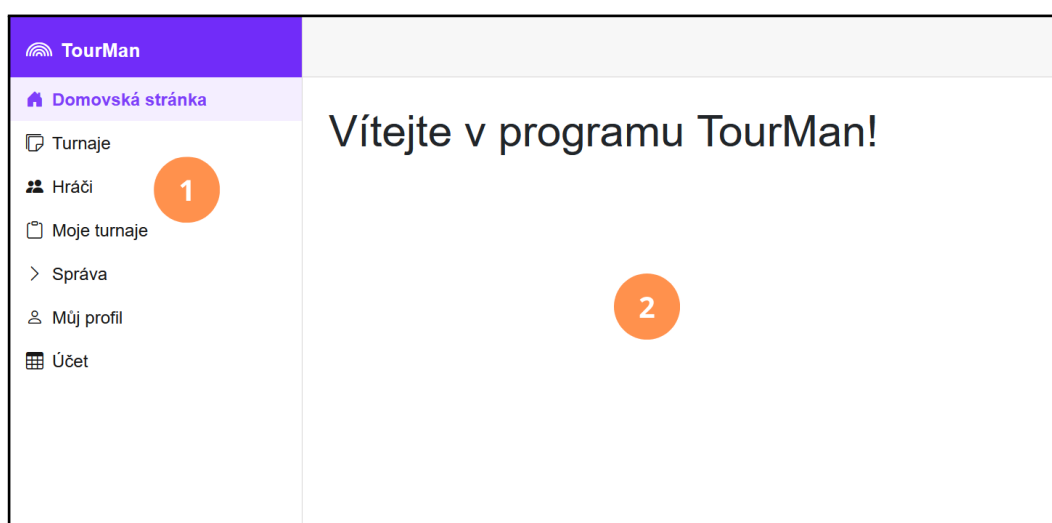 TourMan
Domovská stránka
Turnaje
Hráči
1
Moje turnaje
Správa
Můj profil
Účet
Vítejte v programu TourMan!
2